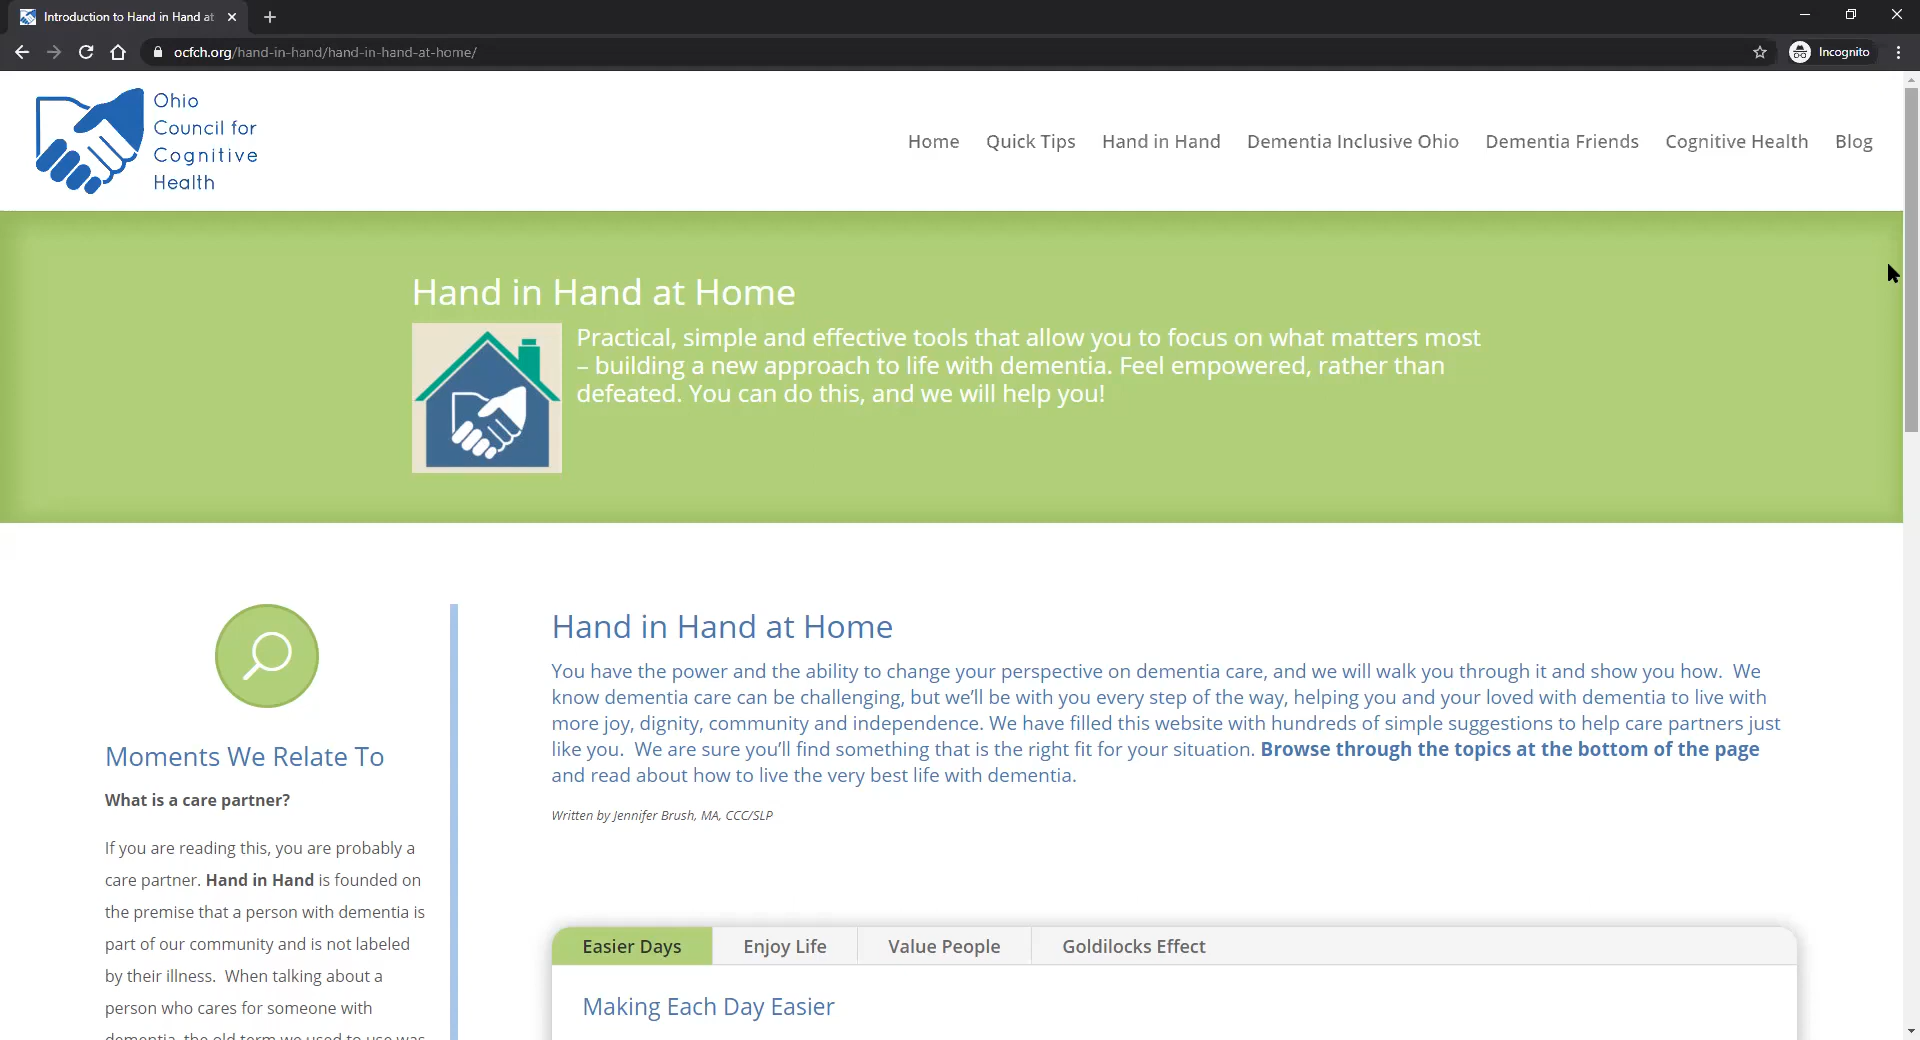 Introduction to Hand in Hand at
ocfch.org/hand-in-hand/hand-in-hand-at-home/
Incognito
Ohio
Council for
Cognitive
Health
Home Quick Tips Hand in Hand Dementia Inclusive Ohio Dementia Friends Cognitive Health Blog
Hand in Hand at Home
Practical, simple and effective tools that allow you to focus on what matters most
– building a new approach to life with dementia. Feel empowered, rather than
defeated. You can do this, and we will help you!
Moments We Relate To
What is a care partner?
If you are reading this, you are probably a
care partner. Hand in Hand is founded on
the premise that a person with dementia is
part of our community and is not labeled
by their illness.  When talking about a
person who cares for someone with
dementia, the old term we used to use was
Hand in Hand at Home
You have the power and the ability to change your perspective on dementia care, and we will walk you through it and show you how.  We
know dementia care can be challenging, but we’ll be with you every step of the way, helping you and your loved with dementia to live with
more joy, dignity, community and independence. We have filled this website with hundreds of simple suggestions to help care partners just
like you.  We are sure you’ll find something that is the right fit for your situation. Browse through the topics at the bottom of the page
and read about how to live the very best life with dementia.
Written by Jennifer Brush, MA, CCC/SLP
Easier Days Enjoy Life Value People Goldilocks Effect
Making Each Day Easier